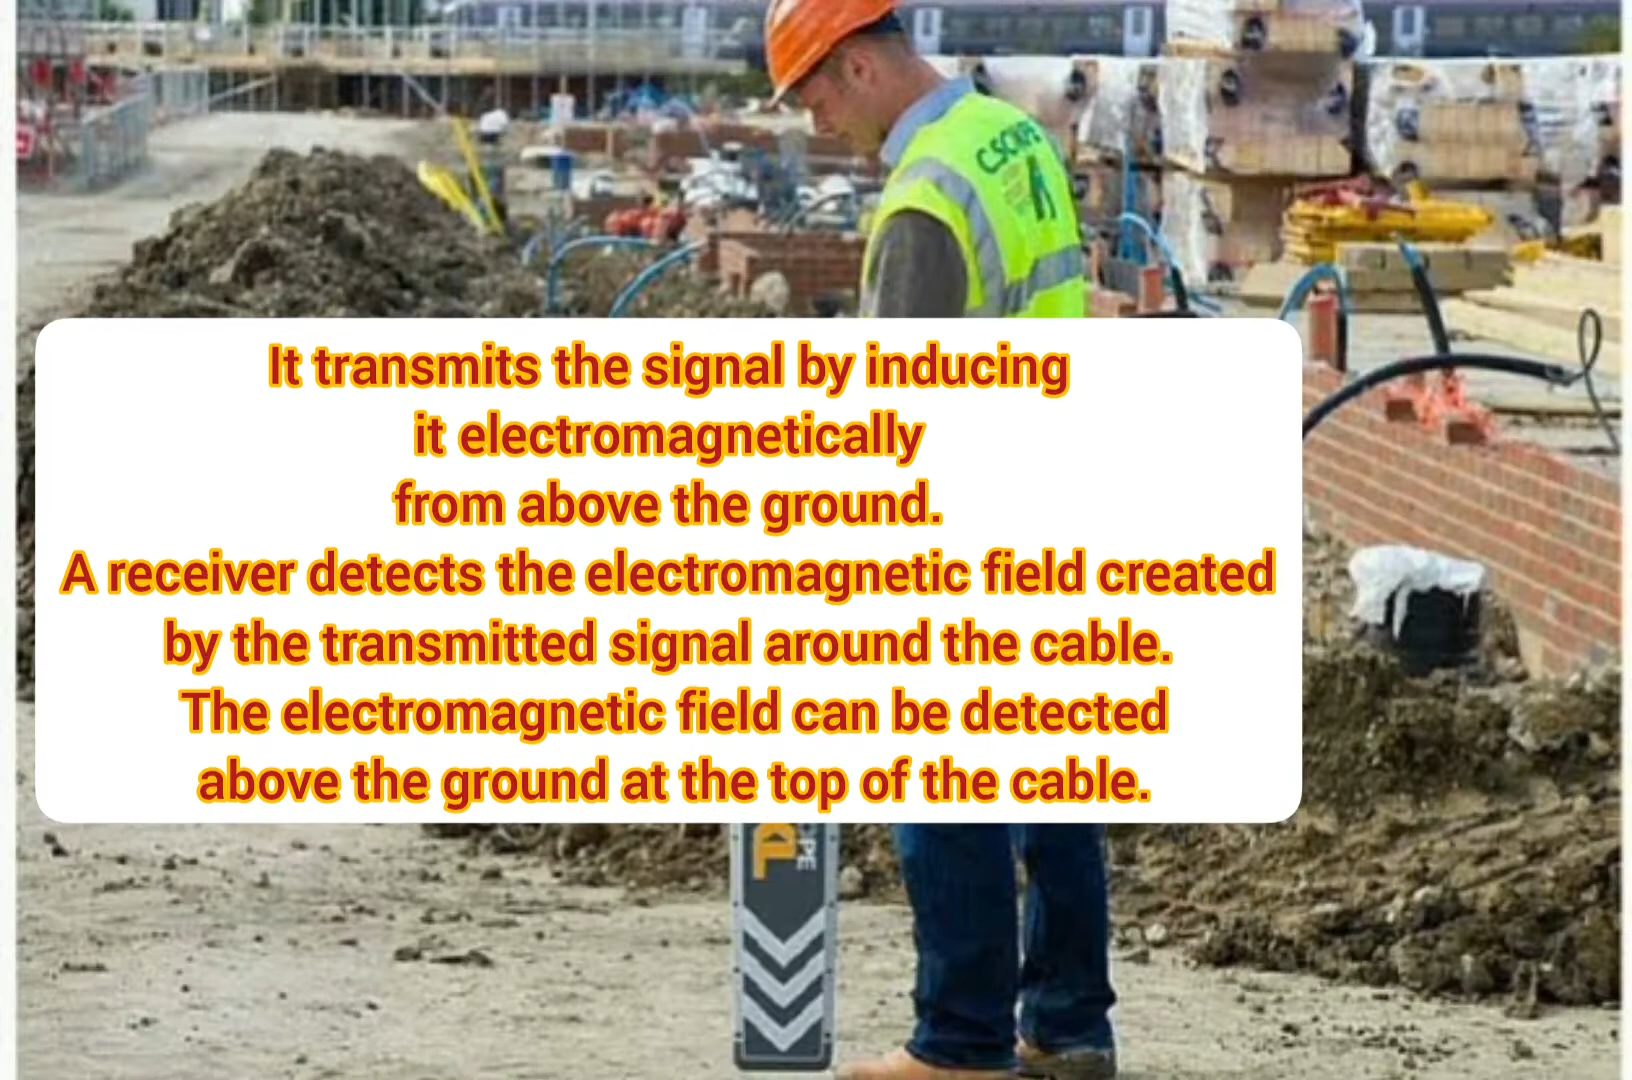 It transmits the signal by inducing
it electromagnetically
from above the ground.
A receiver detects the electromagnetic field created
by the transmitted signal around the cable.
The electromagnetic field can be detected
above the ground at the top of the cable.